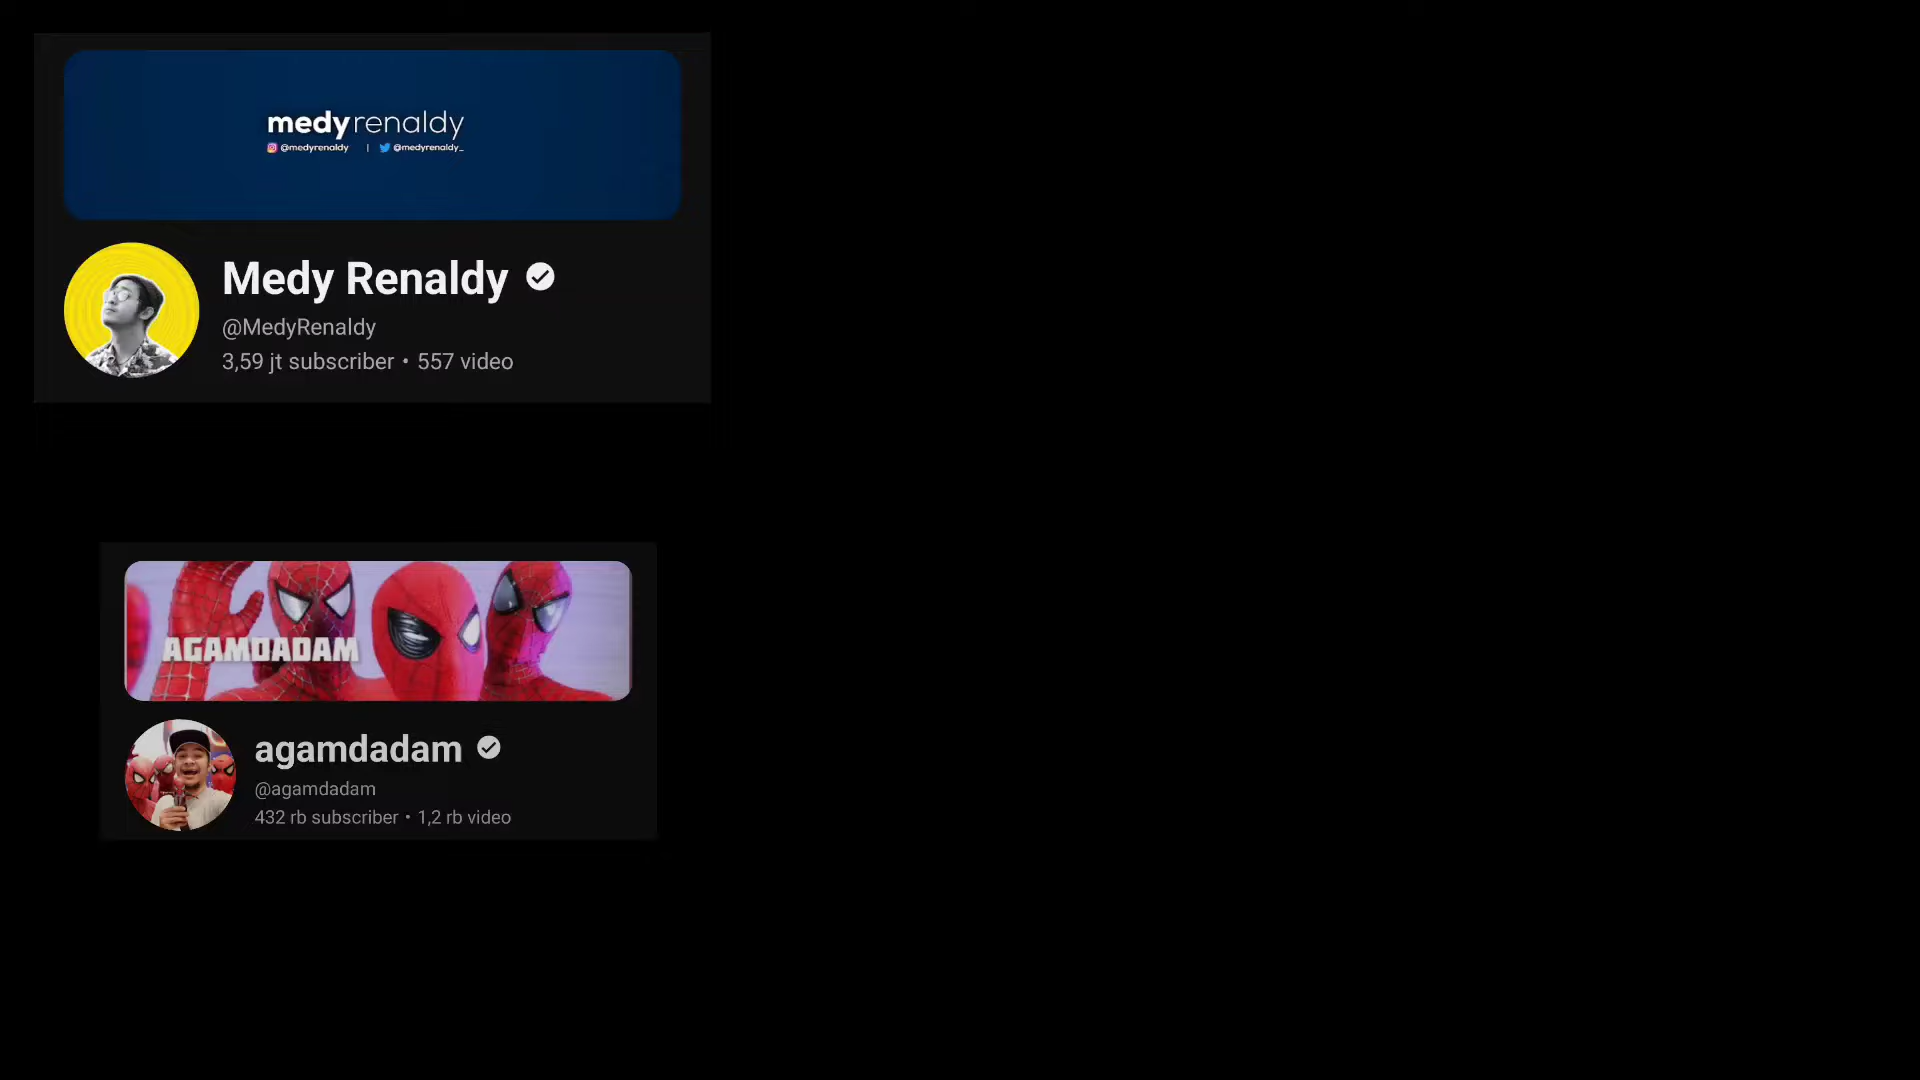 medyrenaldy
@medyrenaldy | @medyrenaldy_
Medy Renaldy
@MedyRenaldy
3,59 jt subscriber • 557 video
AGAMDADAM
agamdadam
@agamdadam
432 rb subscriber • 1,2 rb video